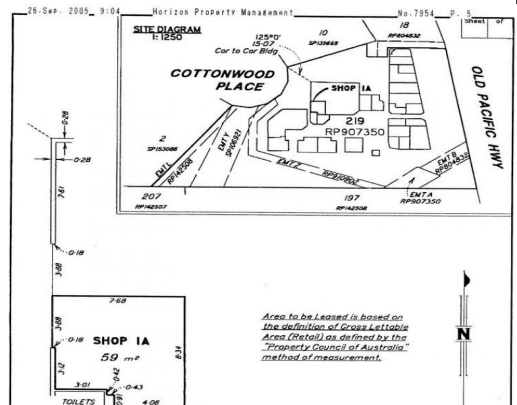 26-Sep. 2005 9:04 Horizon Property Management No.7954 P. 5
Sheet of
SITE DIAGRAM
1:1250
125°0'
15·07
Cor to Cor Bldg
10
SP139668
18
RP804832
COTTONWOOD
PLACE
SHOP 1A
219
RP907350
OLD PACIFIC HWY
2
SP153086
EMT L
RP142508
EMT Y
SP106921
EMT Z
RP910802
EMT B
RP804832
EMT A
RP907350
207
RP142507
197
RP142508
0·28
0·28
7·61
0·18
3·88
7·68
3·88
0·18
SHOP 1A
59 m²
8·34
3·12
3·01
0·42
0·43
TOILETS
0·91
4·06
Area to be Leased is based on
the definition of Gross Lettable
Area (Retail) as defined by the
"Property Council of Australia"
method of measurement.
N